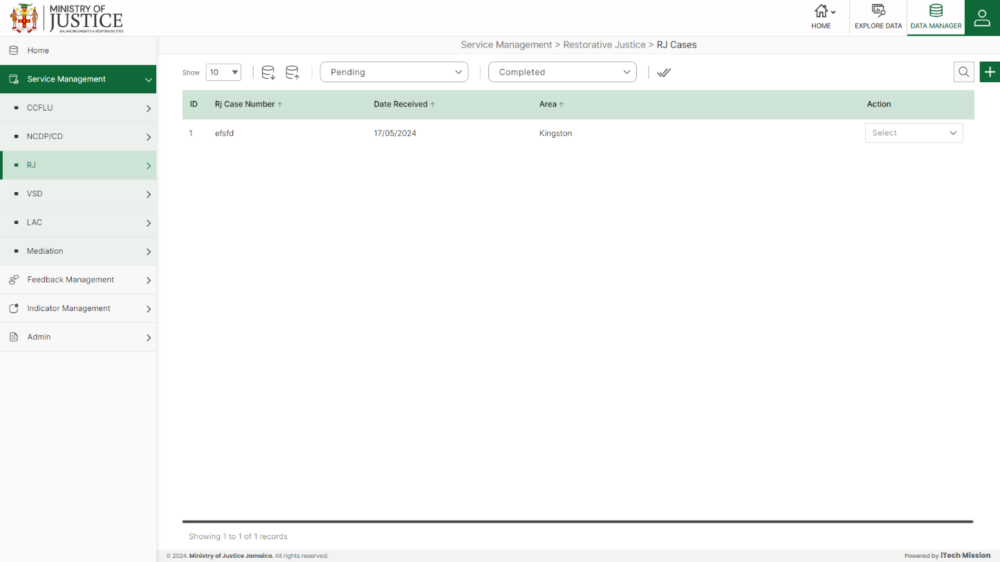 MINISTRY OF
JUSTICE
BALANCING RIGHTS & RESPONSIBILITIES
HOME
EXPLORE DATA
DATA MANAGER
Home
Service Management
CCFLU
NCDP/CD
RJ
VSD
LAC
Mediation
Feedback Management
Indicator Management
Admin
Service Management > Restorative Justice > RJ Cases
Show 10 Pending Completed
ID Rj Case Number ↑ Date Received ↑ Area ↑ Action
1 efsfd 17/05/2024 Kingston Select
Showing 1 to 1 of 1 records
© 2024. Ministry of Justice Jamaica. All rights reserved. Powered by iTech Mission